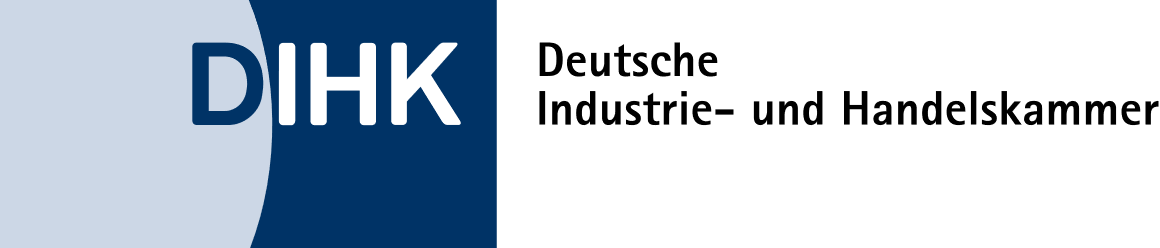 DIHK
Deutsche
Industrie- und Handelskammer